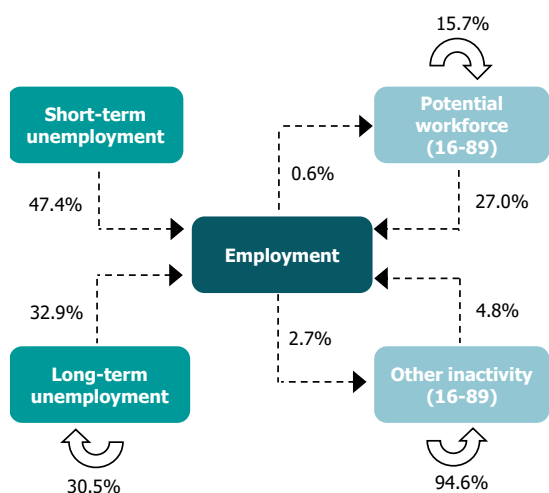 15.7%
Short-term
unemployment
Potential
workforce
(16-89)
0.6%
47.4%
27.0%
Employment
32.9%
4.8%
2.7%
Long-term
unemployment
Other inactivity
(16-89)
30.5%
94.6%